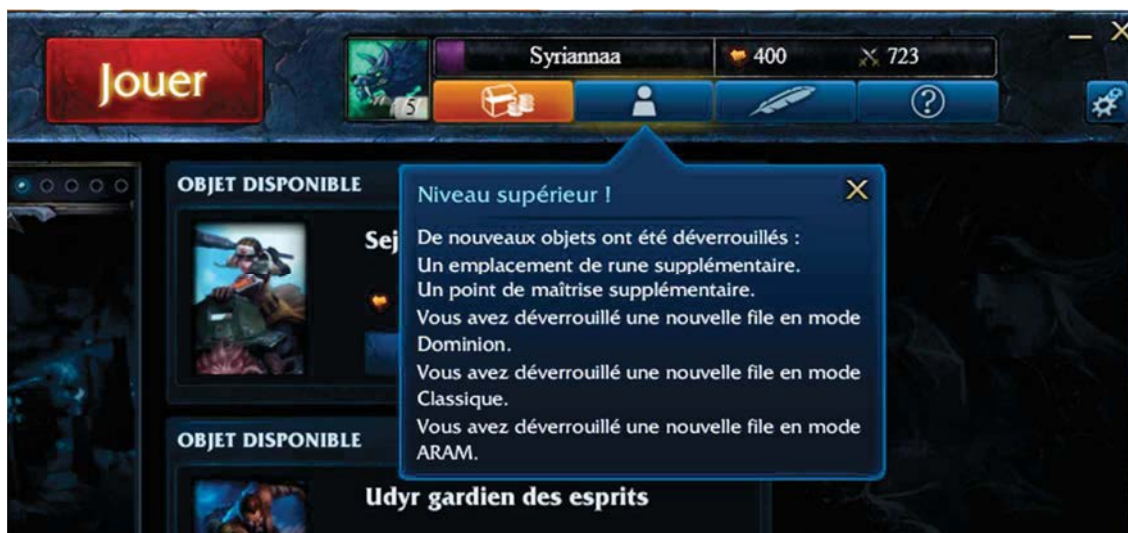 Jouer
5
Syriannaa
400
723
OBJET DISPONIBLE
Sej
Niveau supérieur !
De nouveaux objets ont été déverrouillés :
Un emplacement de rune supplémentaire.
Un point de maîtrise supplémentaire.
Vous avez déverrouillé une nouvelle file en mode
Dominion.
Vous avez déverrouillé une nouvelle file en mode
Classique.
Vous avez déverrouillé une nouvelle file en mode
ARAM.
OBJET DISPONIBLE
Udyr gardien des esprits